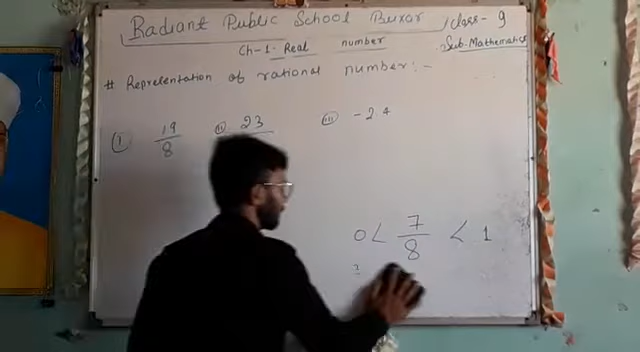 Radiant Public School Buxar / class - 9
Ch-1 - Real number
Sub-Mathematics
# Representation of rational number :-
(i) 19/8 (ii) 23 (iii) -24
0 < 7/8 < 1